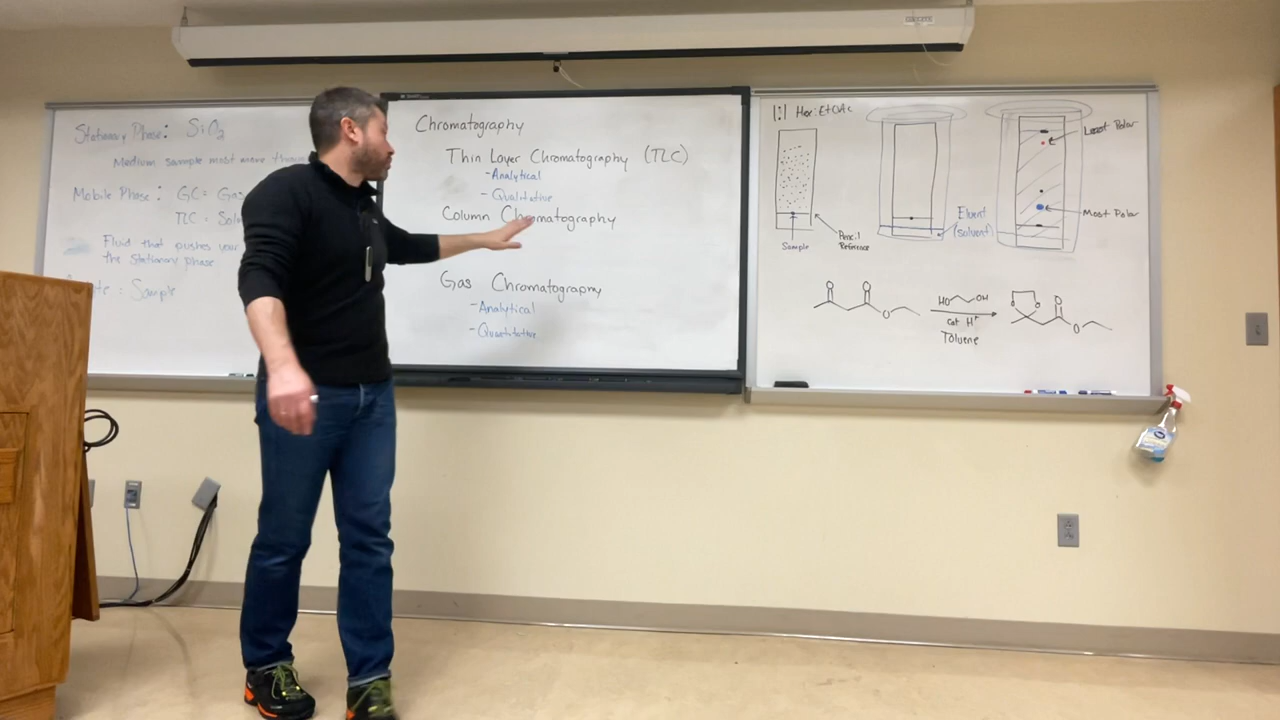 Stationary Phase: SiO2
Medium sample must move through
Mobile Phase: GC = Gas
TLC = Solv
Fluid that pushes your
the stationary phase
= Sample
Chromatography
Thin Layer Chromatography (TLC)
- Analytical
- Qualitative
Column Chromatography
Gas Chromatography
- Analytical
- Quantitative
1:1 Hex:EtOAc
Sample
Pencil
Reference
Eluent
(solvent)
Least Polar
Most Polar
O O O
HO OH
cat H+
Toluene
O O O O